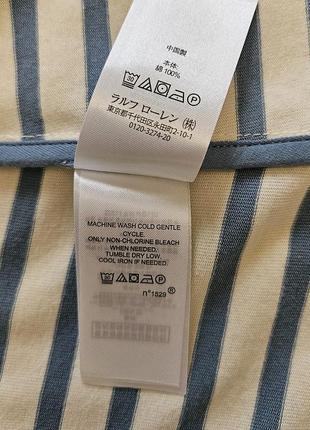 中国製
本体:
綿 100%
30
ラルフ ローレン (株)
東京都千代田区永田町2-10-1
0120-3274-20
MACHINE WASH COLD GENTLE
CYCLE.
ONLY NON-CHLORINE BLEACH
WHEN NEEDED.
TUMBLE DRY LOW.
COOL IRON IF NEEDED.
30
n°1529 ®